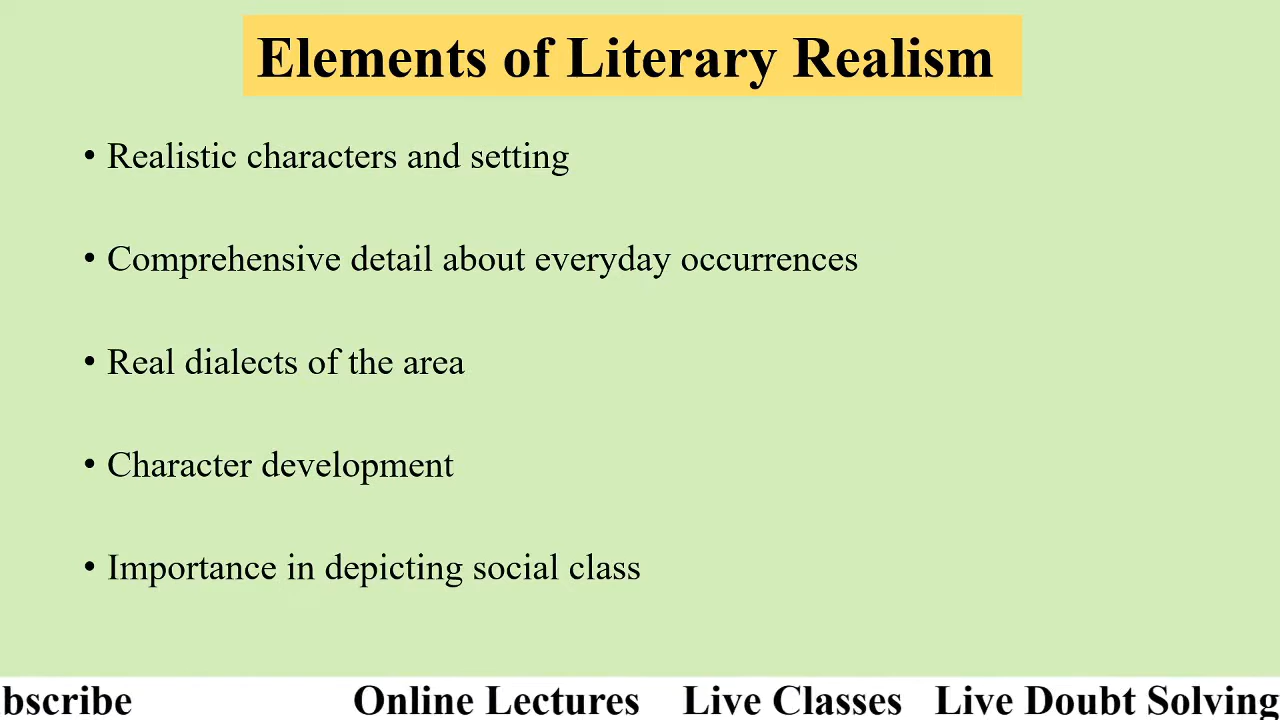 Elements of Literary Realism
• Realistic characters and setting
• Comprehensive detail about everyday occurrences
• Real dialects of the area
• Character development
• Importance in depicting social class
bscribe Online Lectures Live Classes Live Doubt Solving